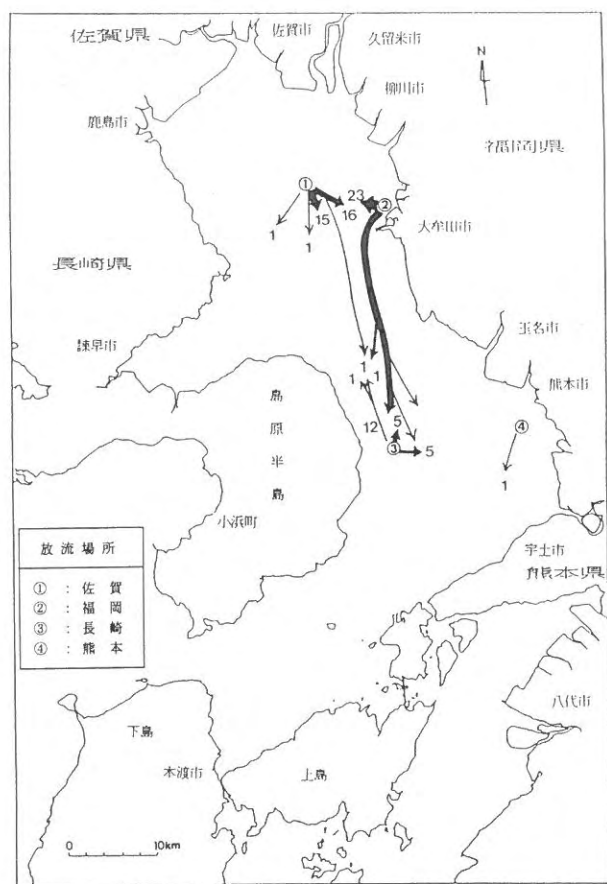 佐賀県
佐賀市
久留米市
N
柳川市
鹿島市
福岡県
①
23
②
15
16
大牟田市
1
1
長崎県
玉名市
諫早市
1
1
1
熊本市
島原半島
5
④
12
③
5
1
小浜町
放流場所
①：佐賀
②：福岡
③：長崎
④：熊本
宇土市
熊本県
八代市
下島
本渡市
上島
0 10km